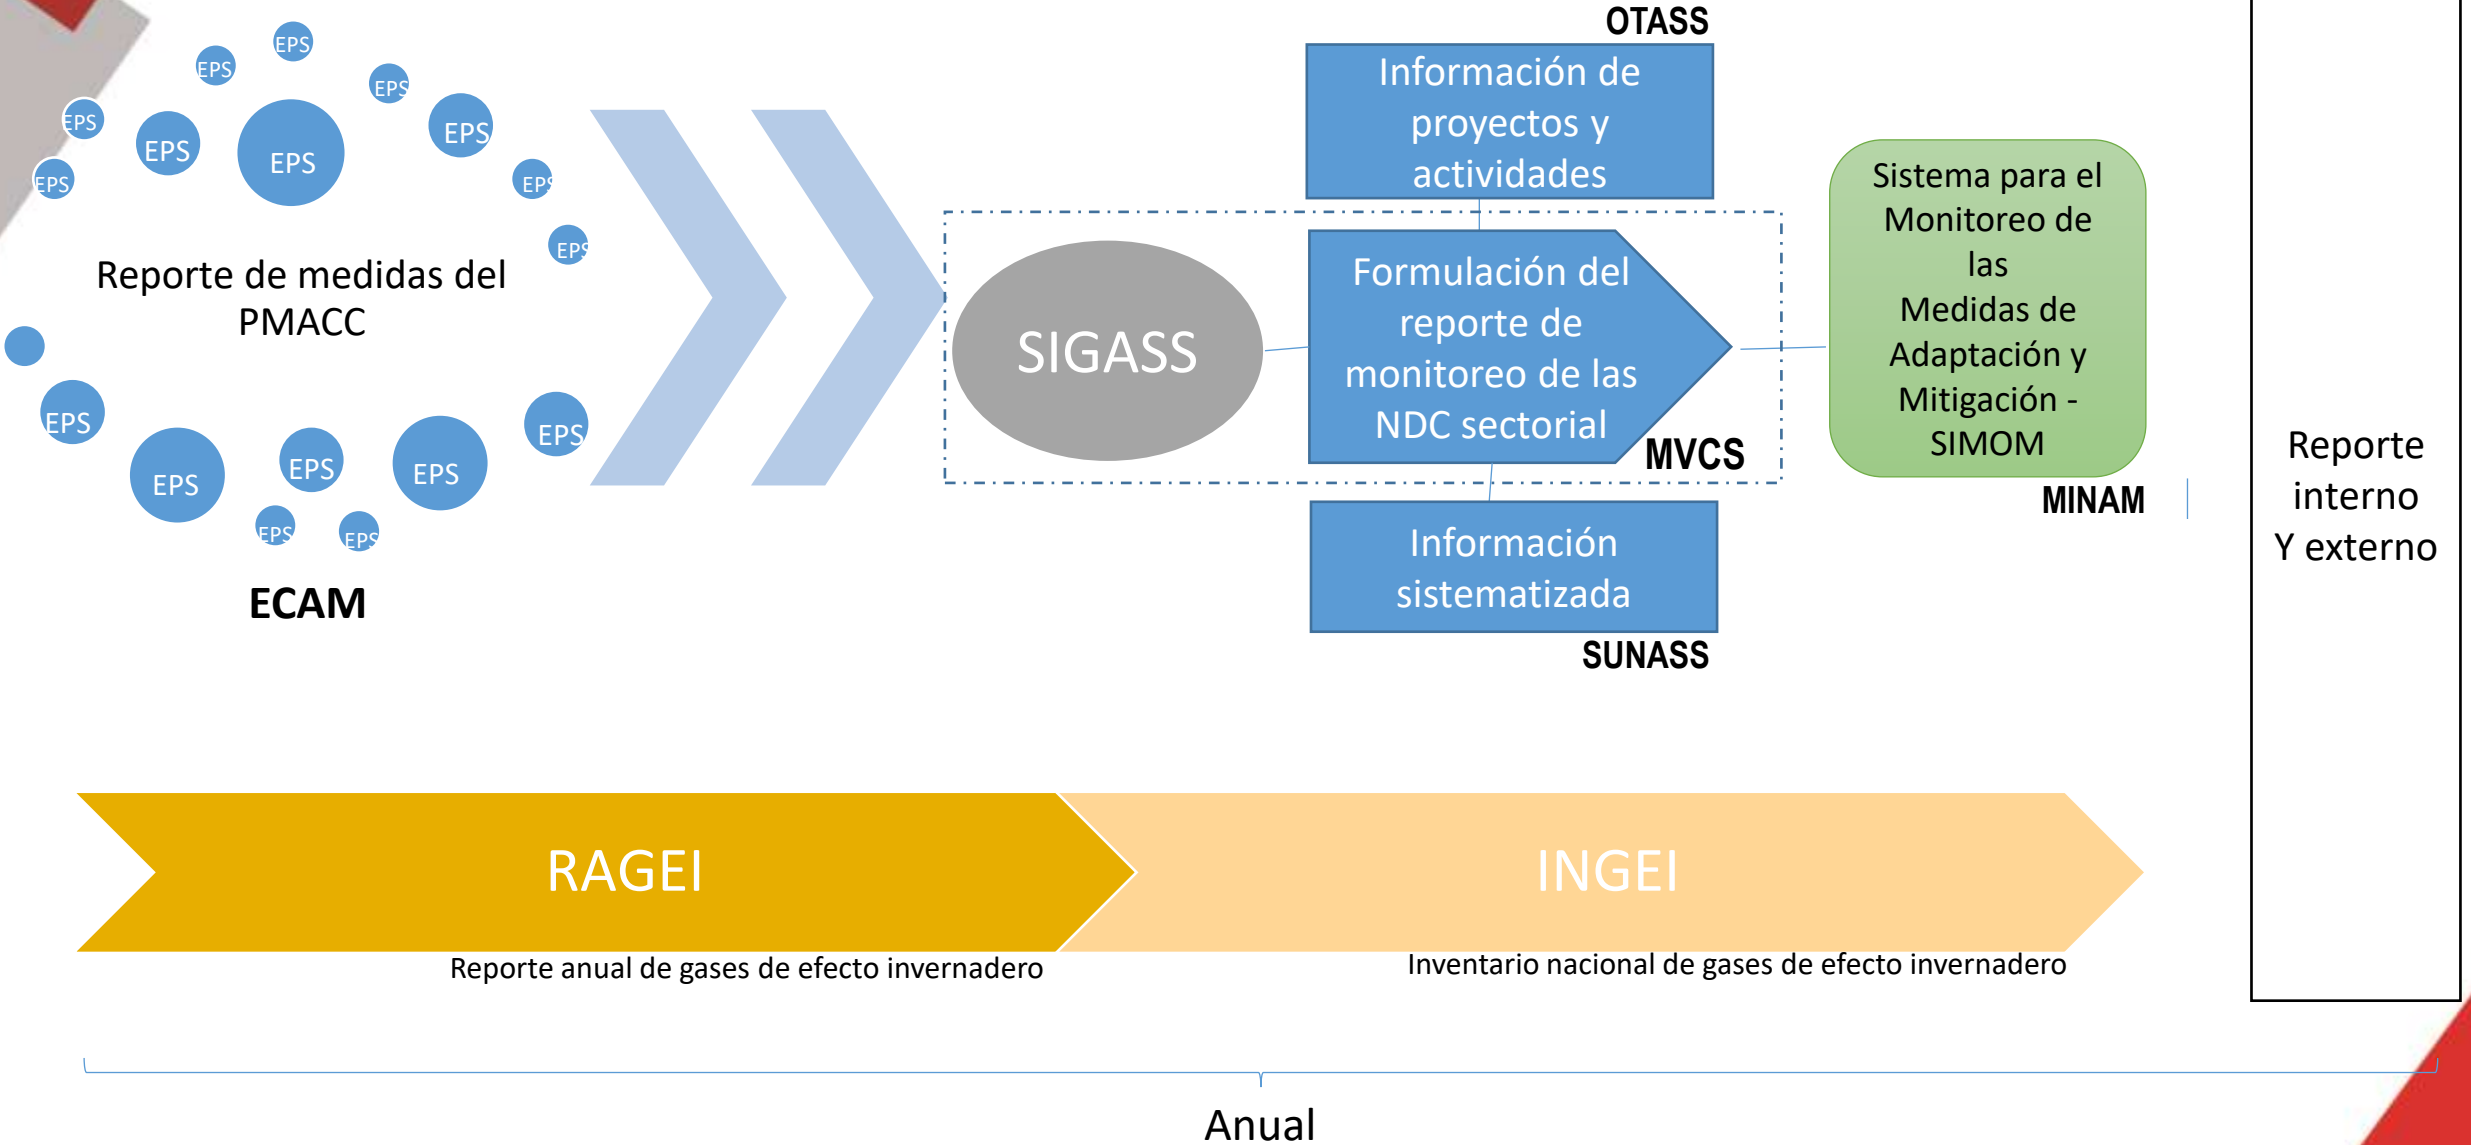 EPS
EPS
EPS
EPS
EPS
EPS
EPS
EPS
EPS
EPS
Reporte de medidas del
PMACC
EPS
EPS
EPS
EPS
EPS
EPS
EPS
EPS
ECAM
SIGASS
OTASS
Información de
proyectos y
actividades
Formulación del
reporte de
monitoreo de las
NDC sectorial
MVCS
Información
sistematizada
SUNASS
Sistema para el
Monitoreo de
las
Medidas de
Adaptación y
Mitigación -
SIMOM
MINAM
Reporte
interno
Y externo
RAGEI
INGEI
Reporte anual de gases de efecto invernadero
Inventario nacional de gases de efecto invernadero
Anual